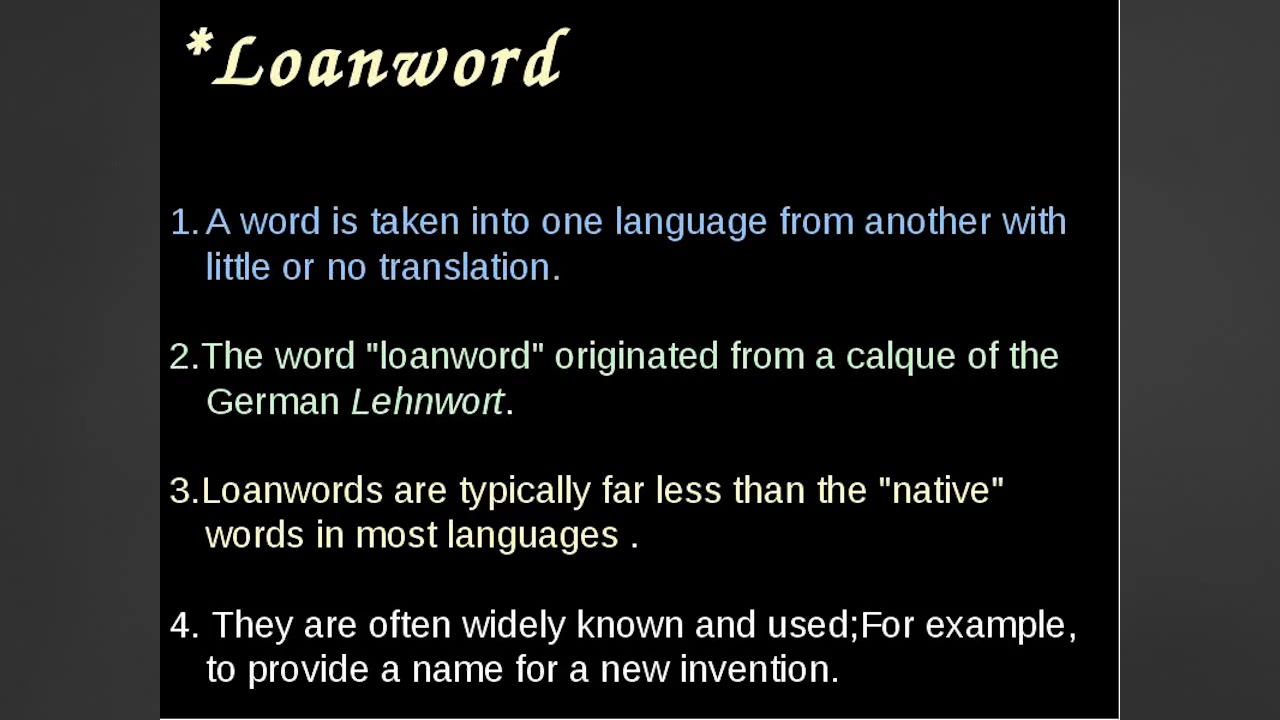 *Loanword
1. A word is taken into one language from another with
little or no translation.
2.The word "loanword" originated from a calque of the
German Lehnwort.
3.Loanwords are typically far less than the "native"
words in most languages .
4. They are often widely known and used;For example,
to provide a name for a new invention.